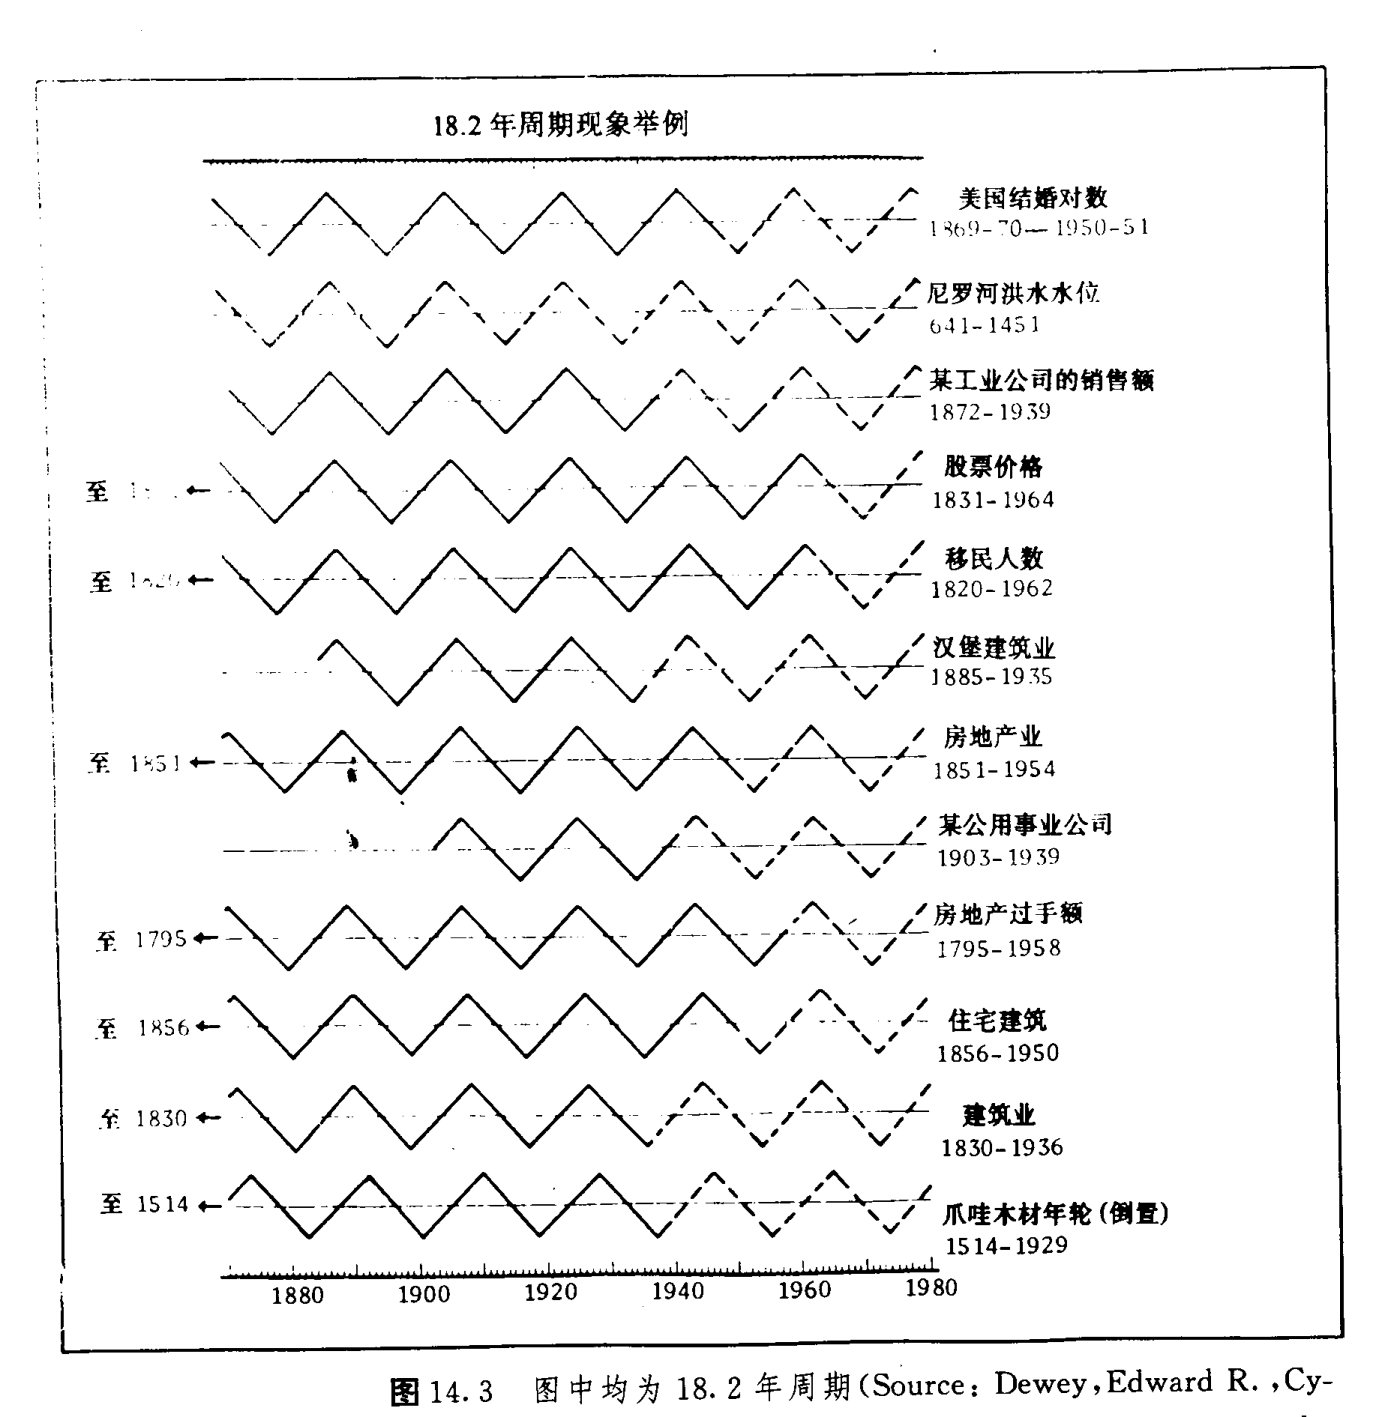 18.2 年周期现象举例
美国结婚对数
1869-70— 1950-51
尼罗河洪水水位
641-1451
某工业公司的销售额
1872-1939
股票价格
至
1831-1964
移民人数
至 1820
1820-1962
汉堡建筑业
1885-1935
房地产业
至 1851
1851-1954
某公用事业公司
1903-1939
房地产过手额
至 1795
1795-1958
住宅建筑
至 1856
1856-1950
建筑业
至 1830
1830-1936
至 1514
爪哇木材年轮(倒置)
1514-1929
1880 1900 1920 1940 1960 1980
图 14.3 图中均为 18.2 年周期(Source: Dewey,Edward R.,Cy-